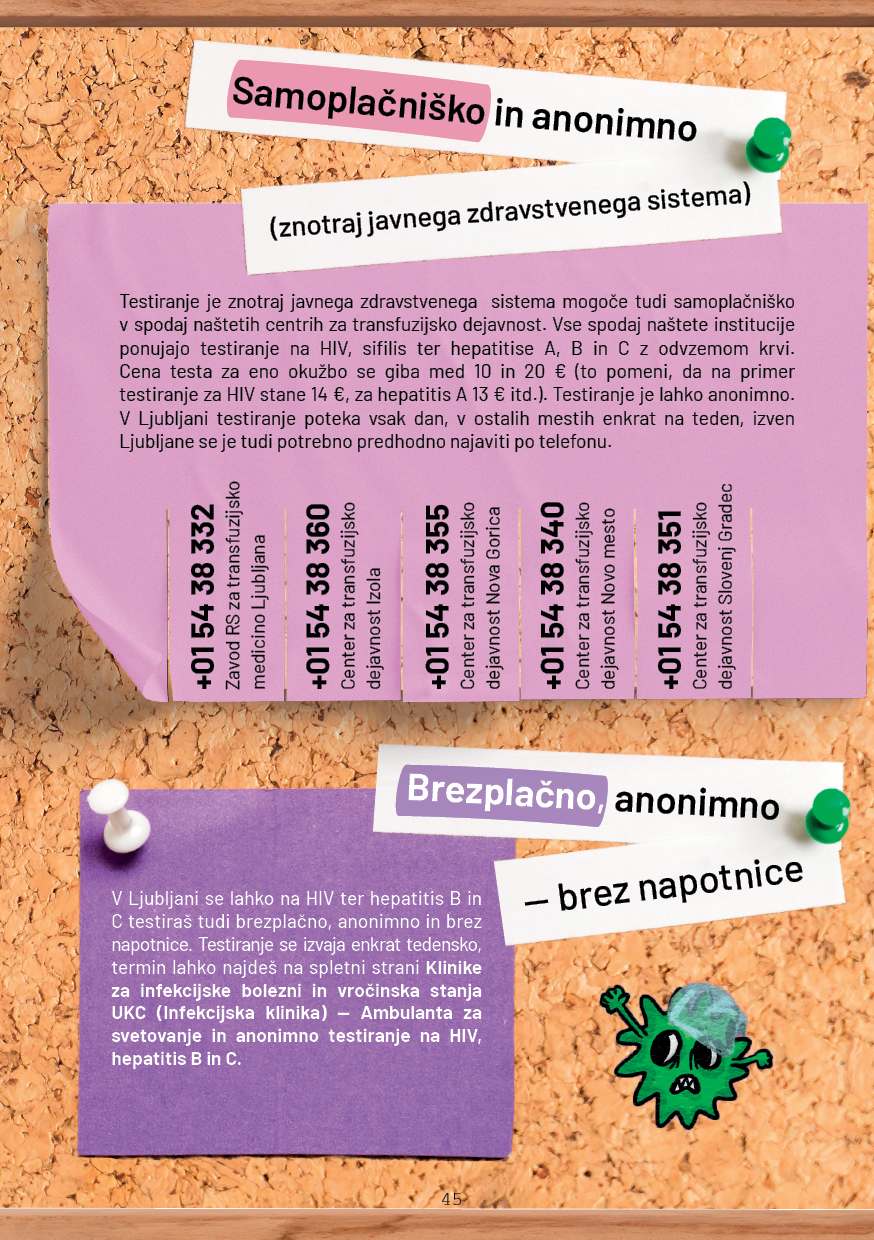 Samoplačniško in anonimno
(znotraj javnega zdravstvenega sistema)
Testiranje je znotraj javnega zdravstvenega sistema mogoče tudi samoplačniško
v spodaj naštetih centrih za transfuzijsko dejavnost. Vse spodaj naštete institucije
ponujajo testiranje na HIV, sifilis ter hepatitise A, B in C z odvzemom krvi.
Cena testa za eno okužbo se giba med 10 in 20 € (to pomeni, da na primer
testiranje za HIV stane 14 €, za hepatitis A 13 € itd.). Testiranje je lahko anonimno.
V Ljubljani testiranje poteka vsak dan, v ostalih mestih enkrat na teden, izven
Ljubljane se je tudi potrebno predhodno najaviti po telefonu.
+01 54 38 332
Zavod RS za transfuzijsko
medicino Ljubljana
+01 54 38 360
Center za transfuzijsko
dejavnost Izola
+01 54 38 355
Center za transfuzijsko
dejavnost Nova Gorica
+01 54 38 340
Center za transfuzijsko
dejavnost Novo mesto
+01 54 38 351
Center za transfuzijsko
dejavnost Slovenj Gradec
Brezplačno, anonimno
– brez napotnice
V Ljubljani se lahko na HIV ter hepatitis B in
C testiraš tudi brezplačno, anonimno in brez
napotnice. Testiranje se izvaja enkrat tedensko,
termin lahko najdeš na spletni strani Klinike
za infekcijske bolezni in vročinska stanja
UKC (Infekcijska klinika) – Ambulanta za
svetovanje in anonimno testiranje na HIV,
hepatitis B in C.
45